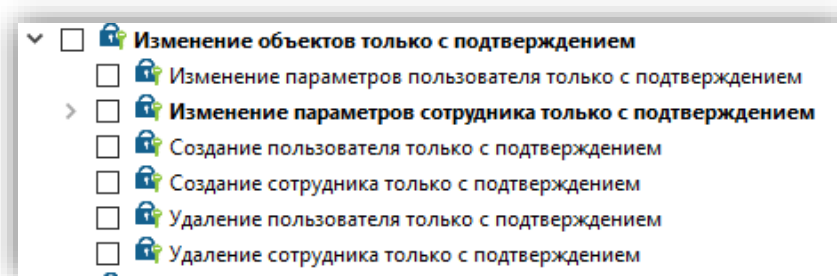 Изменение объектов только с подтверждением
Изменение параметров пользователя только с подтверждением
Изменение параметров сотрудника только с подтверждением
Создание пользователя только с подтверждением
Создание сотрудника только с подтверждением
Удаление пользователя только с подтверждением
Удаление сотрудника только с подтверждением